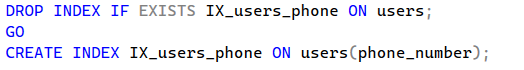 DROP INDEX IF EXISTS IX_users_phone ON users;
GO
CREATE INDEX IX_users_phone ON users(phone_number);